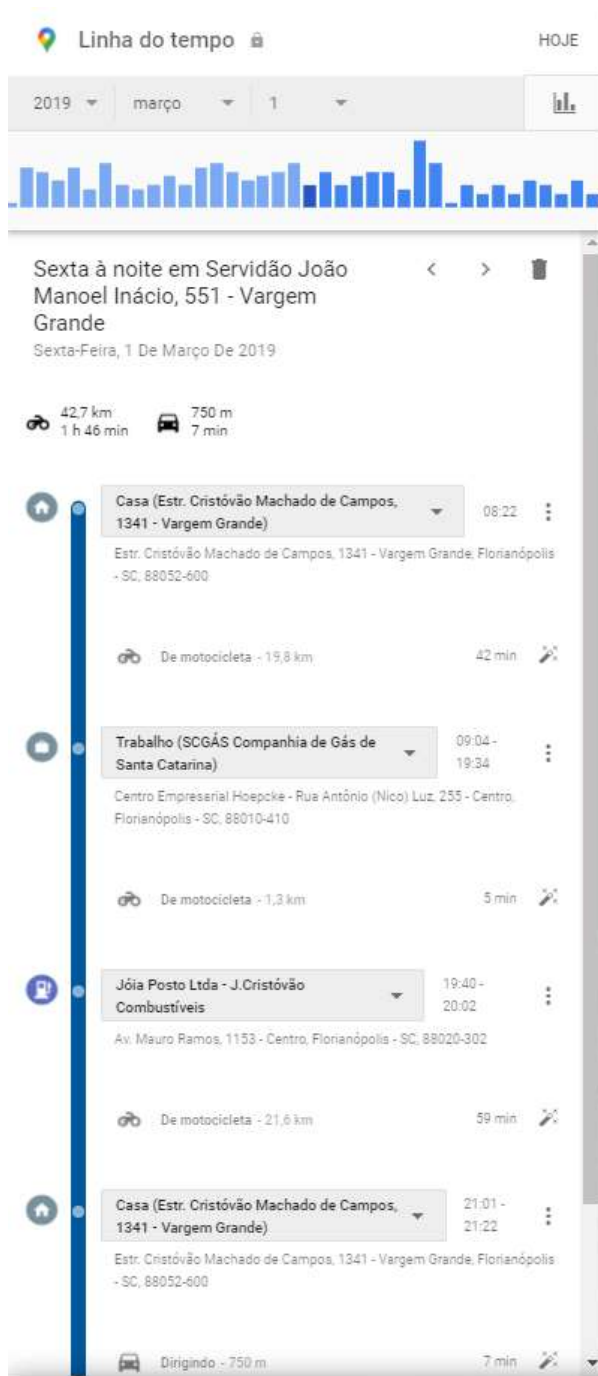 Linha do tempo
HOJE
2019
março
1
Sexta à noite em Servidão João
Manoel Inácio, 551 - Vargem
Grande
Sexta-Feira, 1 De Março De 2019
42,7 km
1 h 46 min
750 m
7 min
Casa (Estr. Cristóvão Machado de Campos,
1341 - Vargem Grande)
08:22
Estr. Cristóvão Machado de Campos, 1341 - Vargem Grande, Florianópolis
- SC, 88052-600
De motocicleta - 19,8 km
42 min
Trabalho (SCGÁS Companhia de Gás de
Santa Catarina)
09:04 -
19:34
Centro Empresarial Hoepcke - Rua Antônio (Nico) Luz, 255 - Centro,
Florianópolis - SC, 88010-410
De motocicleta - 1,3 km
5 min
Jóia Posto Ltda - J.Cristóvão
Combustíveis
19:40 -
20:02
Av. Mauro Ramos, 1153 - Centro, Florianópolis - SC, 88020-302
De motocicleta - 21,6 km
59 min
Casa (Estr. Cristóvão Machado de Campos,
1341 - Vargem Grande)
21:01 -
21:22
Estr. Cristóvão Machado de Campos, 1341 - Vargem Grande, Florianópolis
- SC, 88052-600
Dirigindo - 750 m
7 min